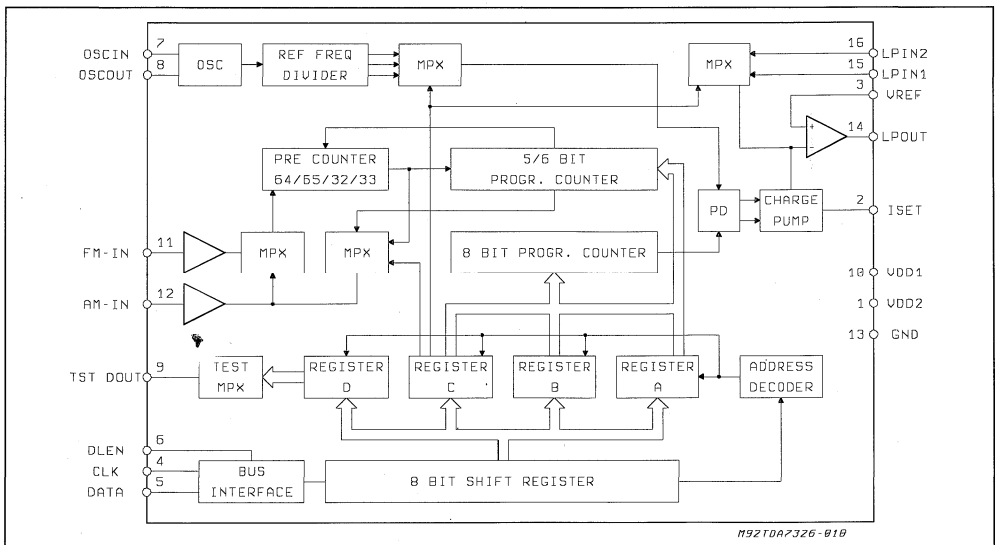 7
OSCIN
8
OSCOUT
OSC
REF FREQ
DIVIDER
MPX
MPX
16
LPIN2
15
LPIN1
3
VREF
+
-
14
LPOUT
PRE COUNTER
64/65/32/33
5/6 BIT
PROGR. COUNTER
PD
CHARGE
PUMP
2
ISET
11
FM-IN
MPX
MPX
8 BIT PROGR. COUNTER
10 VDD1
12
AM-IN
1 VDD2
13 GND
9
TST DOUT
TEST
MPX
REGISTER
D
REGISTER
C
REGISTER
B
REGISTER
A
ADDRESS
DECODER
6
DLEN
4
CLK
5
DATA
BUS
INTERFACE
8 BIT SHIFT REGISTER
M92TDA7326-010